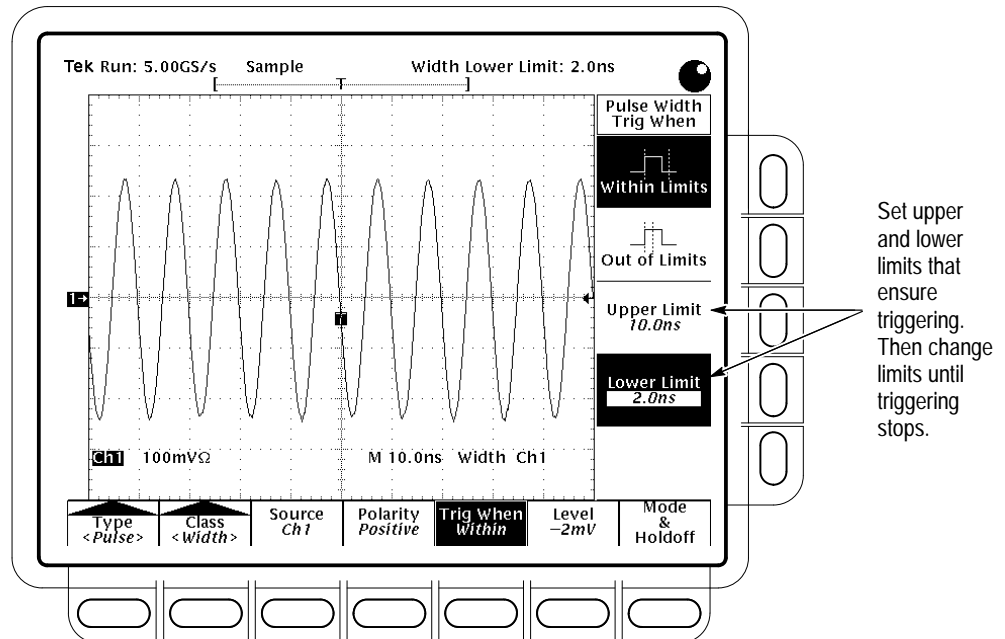 Tek Run: 5.00GS/s Sample Width Lower Limit: 2.0ns
[ T ]
Pulse Width
Trig When
Within Limits
Out of Limits
Upper Limit
10.0ns
Lower Limit
2.0ns
1→
T
Ch1 100mVΩ M 10.0ns Width Ch1
Type
<Pulse>
Class
<Width>
Source
Ch1
Polarity
Positive
Trig When
Within
Level
−2mV
Mode
&
Holdoff
Set upper
and lower
limits that
ensure
triggering.
Then change
limits until
triggering
stops.